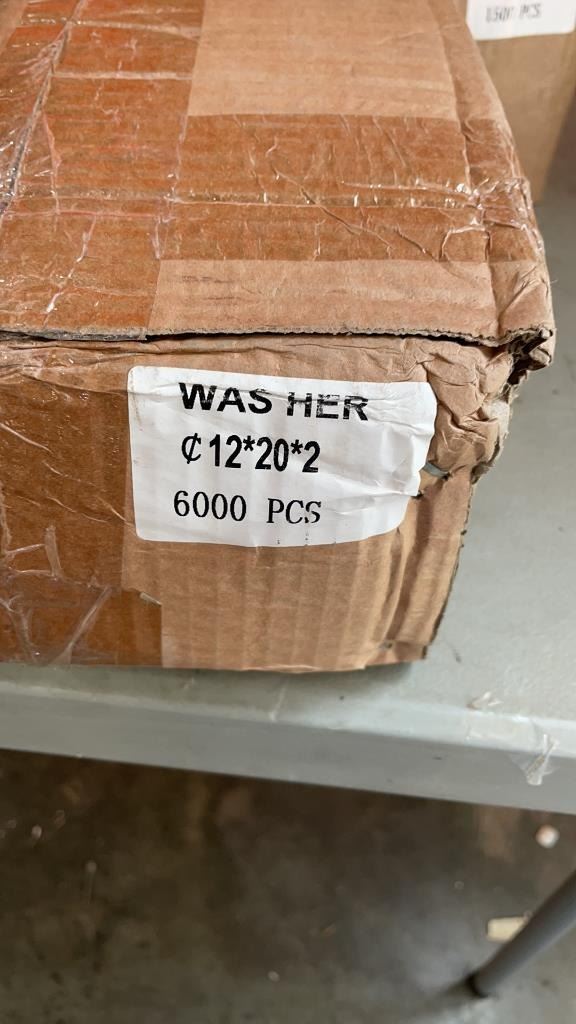 WAS HER
₵ 12*20*2
6000 PCS